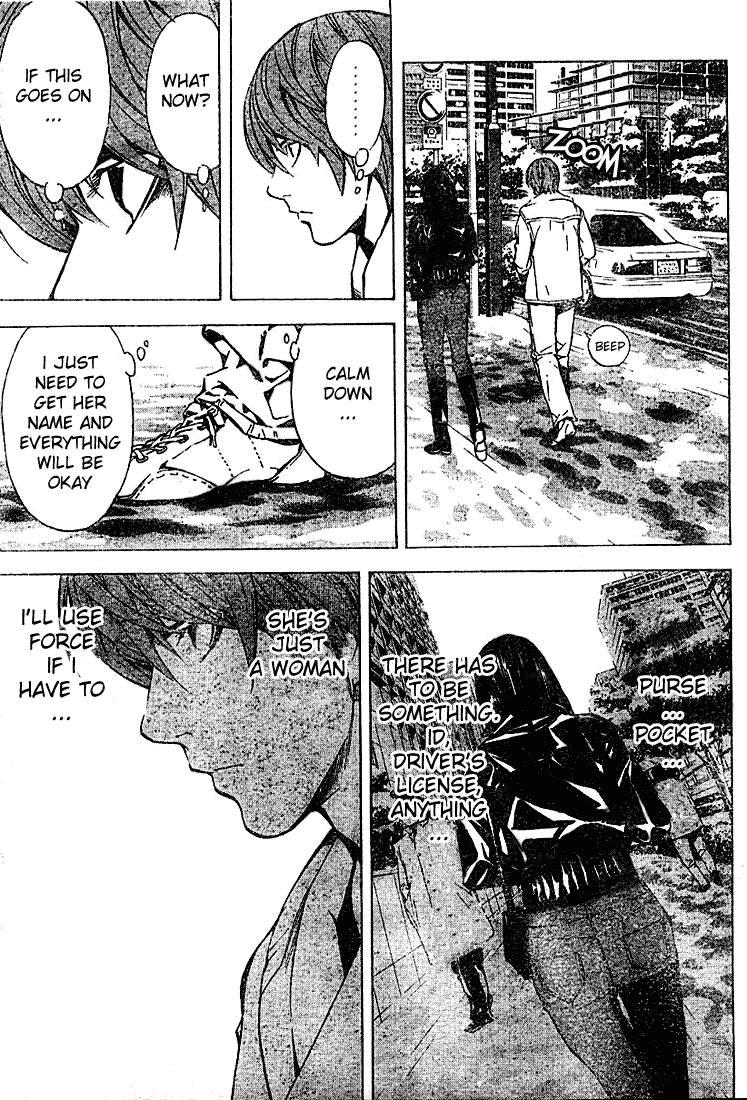 ZOOM
BEEP
........
WHAT
NOW?
IF THIS
GOES ON
...
CALM
DOWN
...
I JUST
NEED TO
GET HER
NAME AND
EVERYTHING
WILL BE
OKAY
PURSE
...
POCKET
...
THERE HAS
TO BE
SOMETHING.
ID,
DRIVER'S
LICENSE,
ANYTHING
...
SHE'S
JUST
A WOMAN
I'LL USE
FORCE
IF I
HAVE TO
...